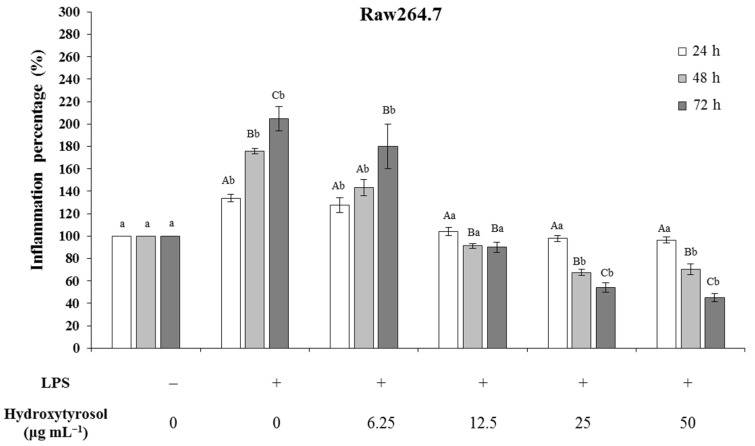 Raw264.7
300
280
260
240
220
200
180
160
140
120
100
80
60
40
20
0
Inflammation percentage (%)
24 h
48 h
72 h
a a a
Ab Bb Cb
Ab Ab Bb
Aa Ba Ba
Aa Bb Cb
Aa Bb Cb
LPS – + + + + +
Hydroxytyrosol
(µg mL⁻¹) 0 0 6.25 12.5 25 50